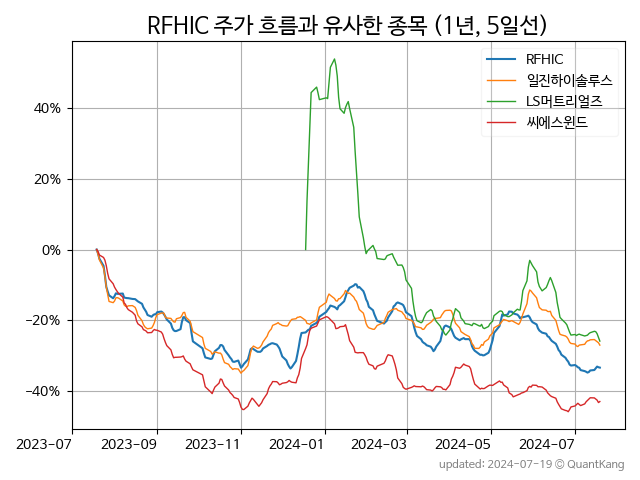 RFHIC 주가 흐름과 유사한 종목 (1년, 5일선)
RFHIC
일진하이솔루스
LS머트리얼즈
씨에스윈드
40%
20%
0%
−20%
−40%
2023-07 2023-09 2023-11 2024-01 2024-03 2024-05 2024-07
updated: 2024-07-19 © QuantKang